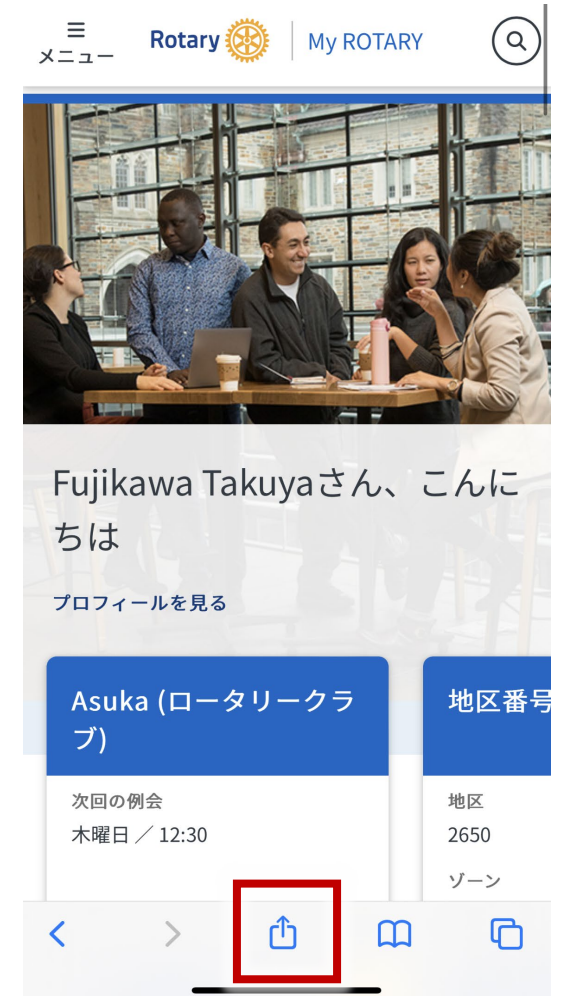 メニュー
Rotary
My ROTARY
Fujikawa Takuyaさん、こんに
ちは
プロフィールを見る
Asuka (ロータリークラ
ブ)
次回の例会
木曜日 ／ 12:30
地区番号
地区
2650
ゾーン